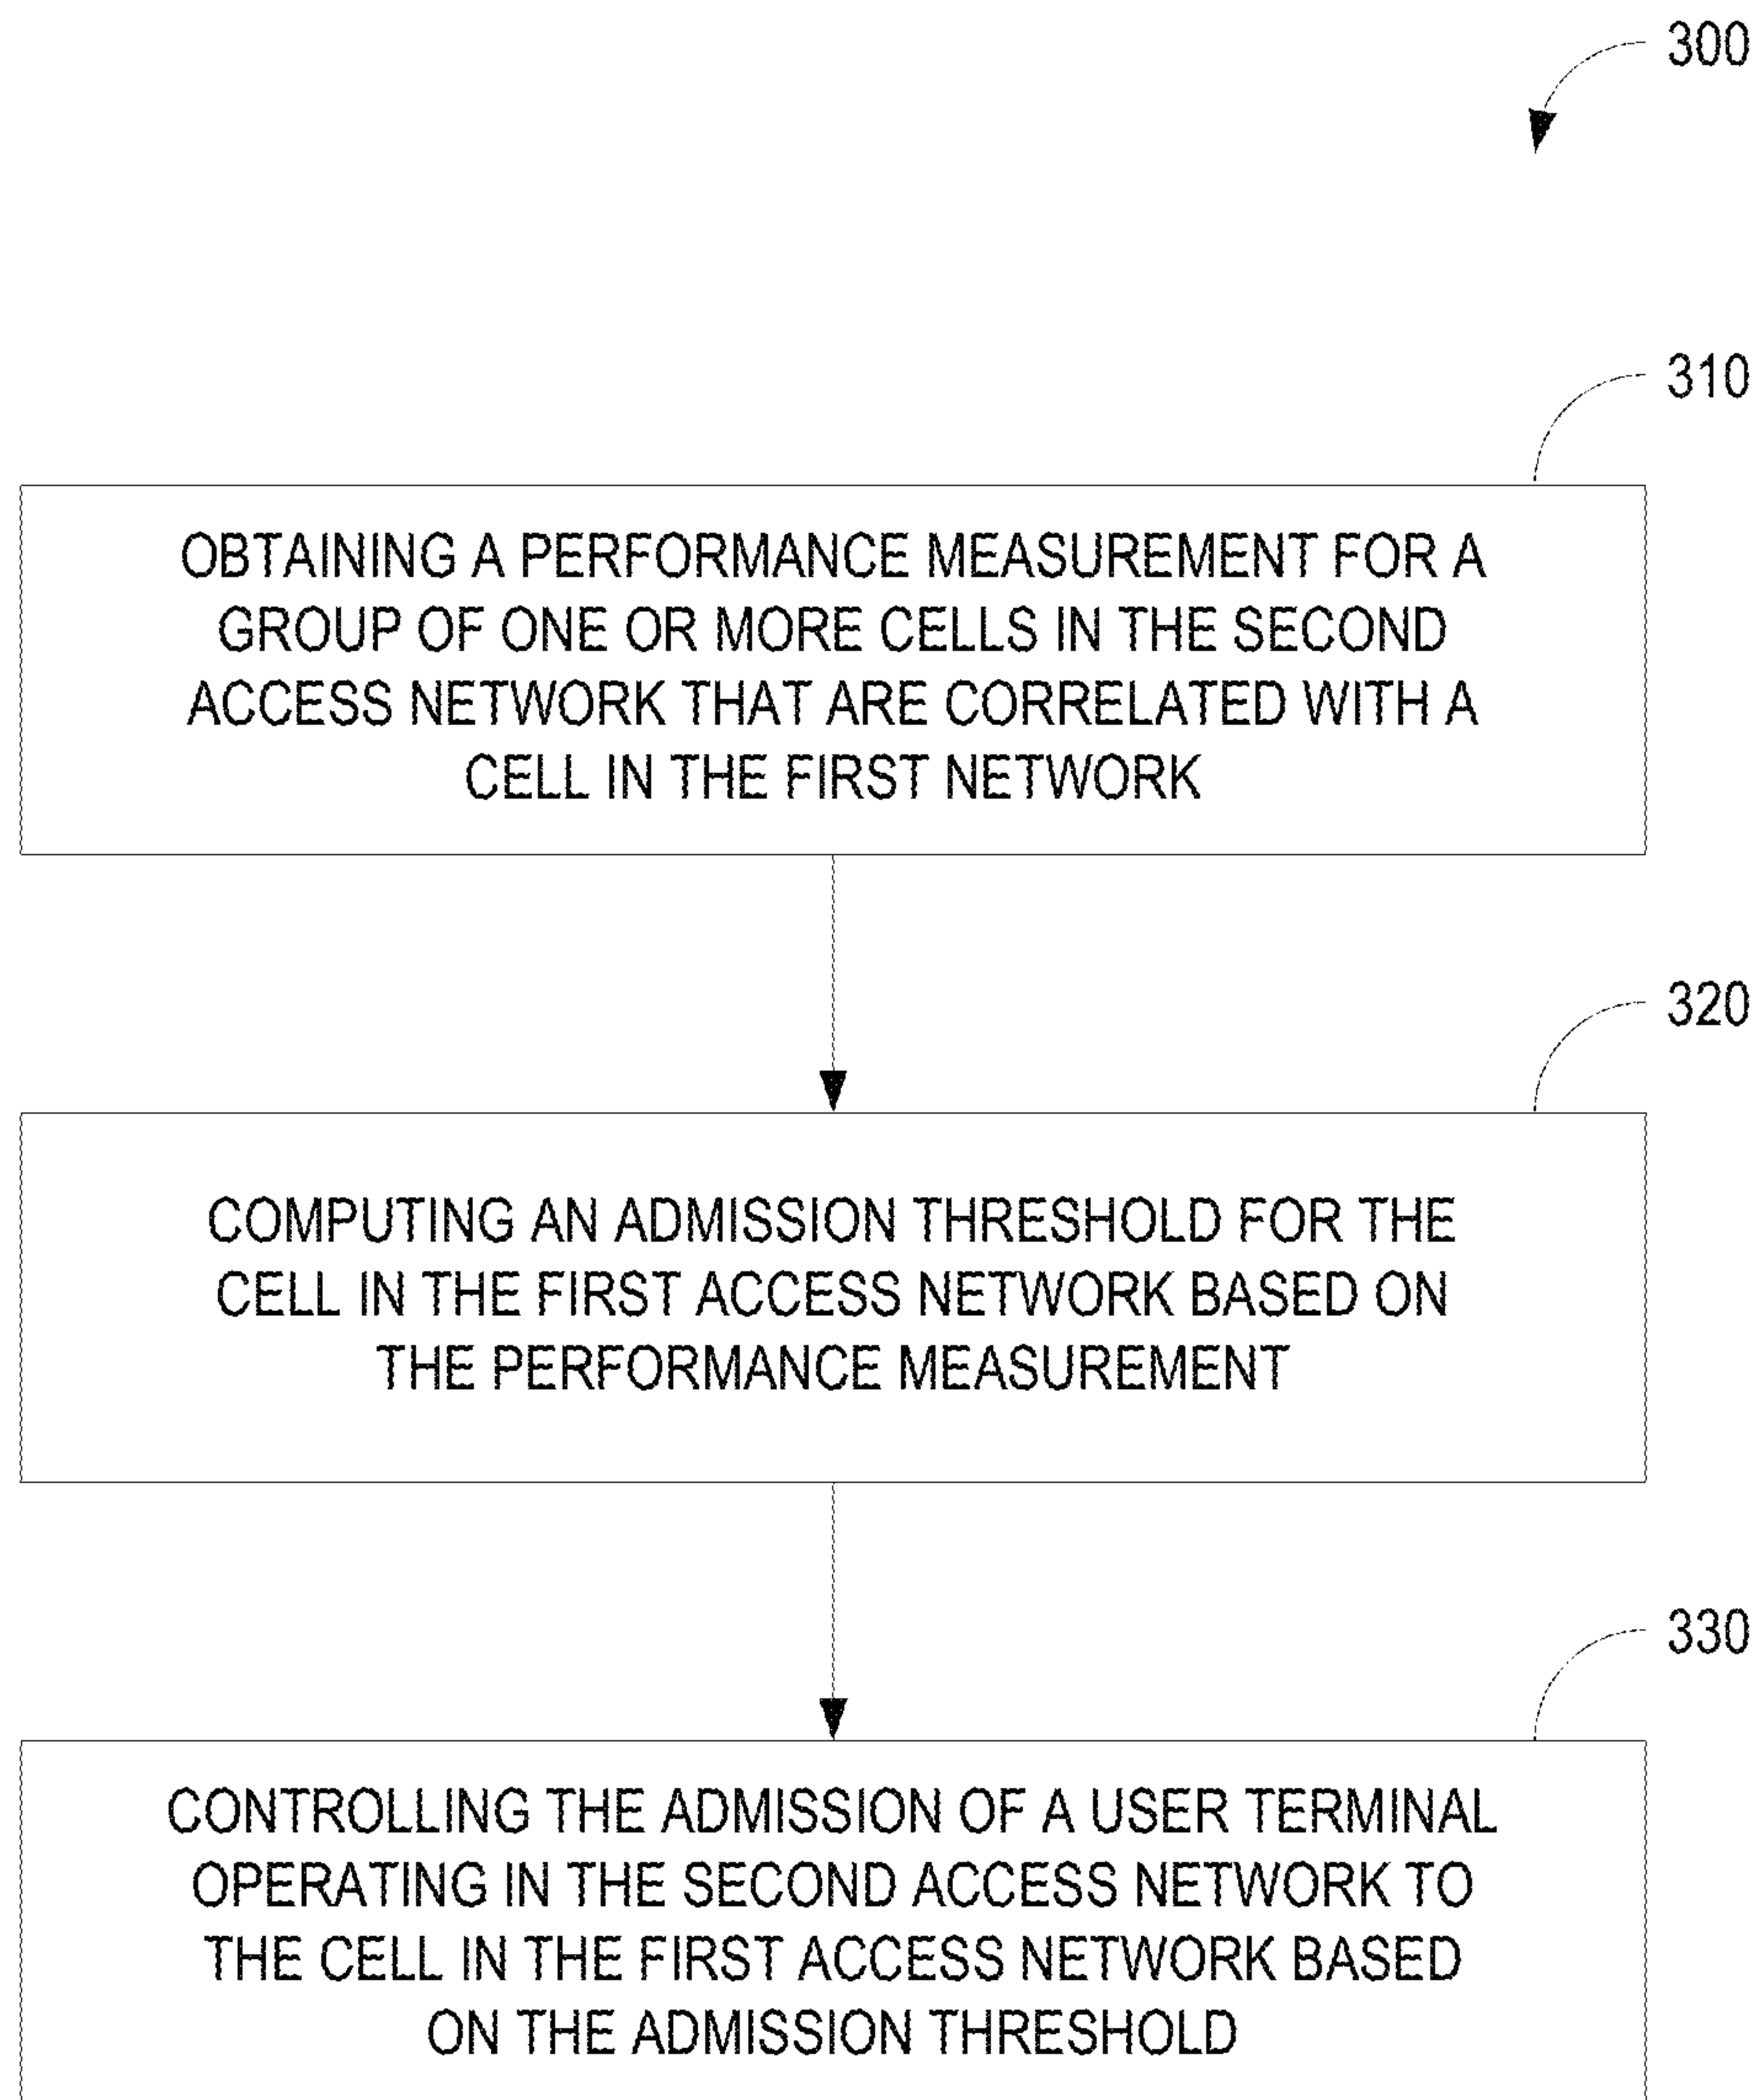 300
310
OBTAINING A PERFORMANCE MEASUREMENT FOR A
GROUP OF ONE OR MORE CELLS IN THE SECOND
ACCESS NETWORK THAT ARE CORRELATED WITH A
CELL IN THE FIRST NETWORK
320
COMPUTING AN ADMISSION THRESHOLD FOR THE
CELL IN THE FIRST ACCESS NETWORK BASED ON
THE PERFORMANCE MEASUREMENT
330
CONTROLLING THE ADMISSION OF A USER TERMINAL
OPERATING IN THE SECOND ACCESS NETWORK TO
THE CELL IN THE FIRST ACCESS NETWORK BASED
ON THE ADMISSION THRESHOLD